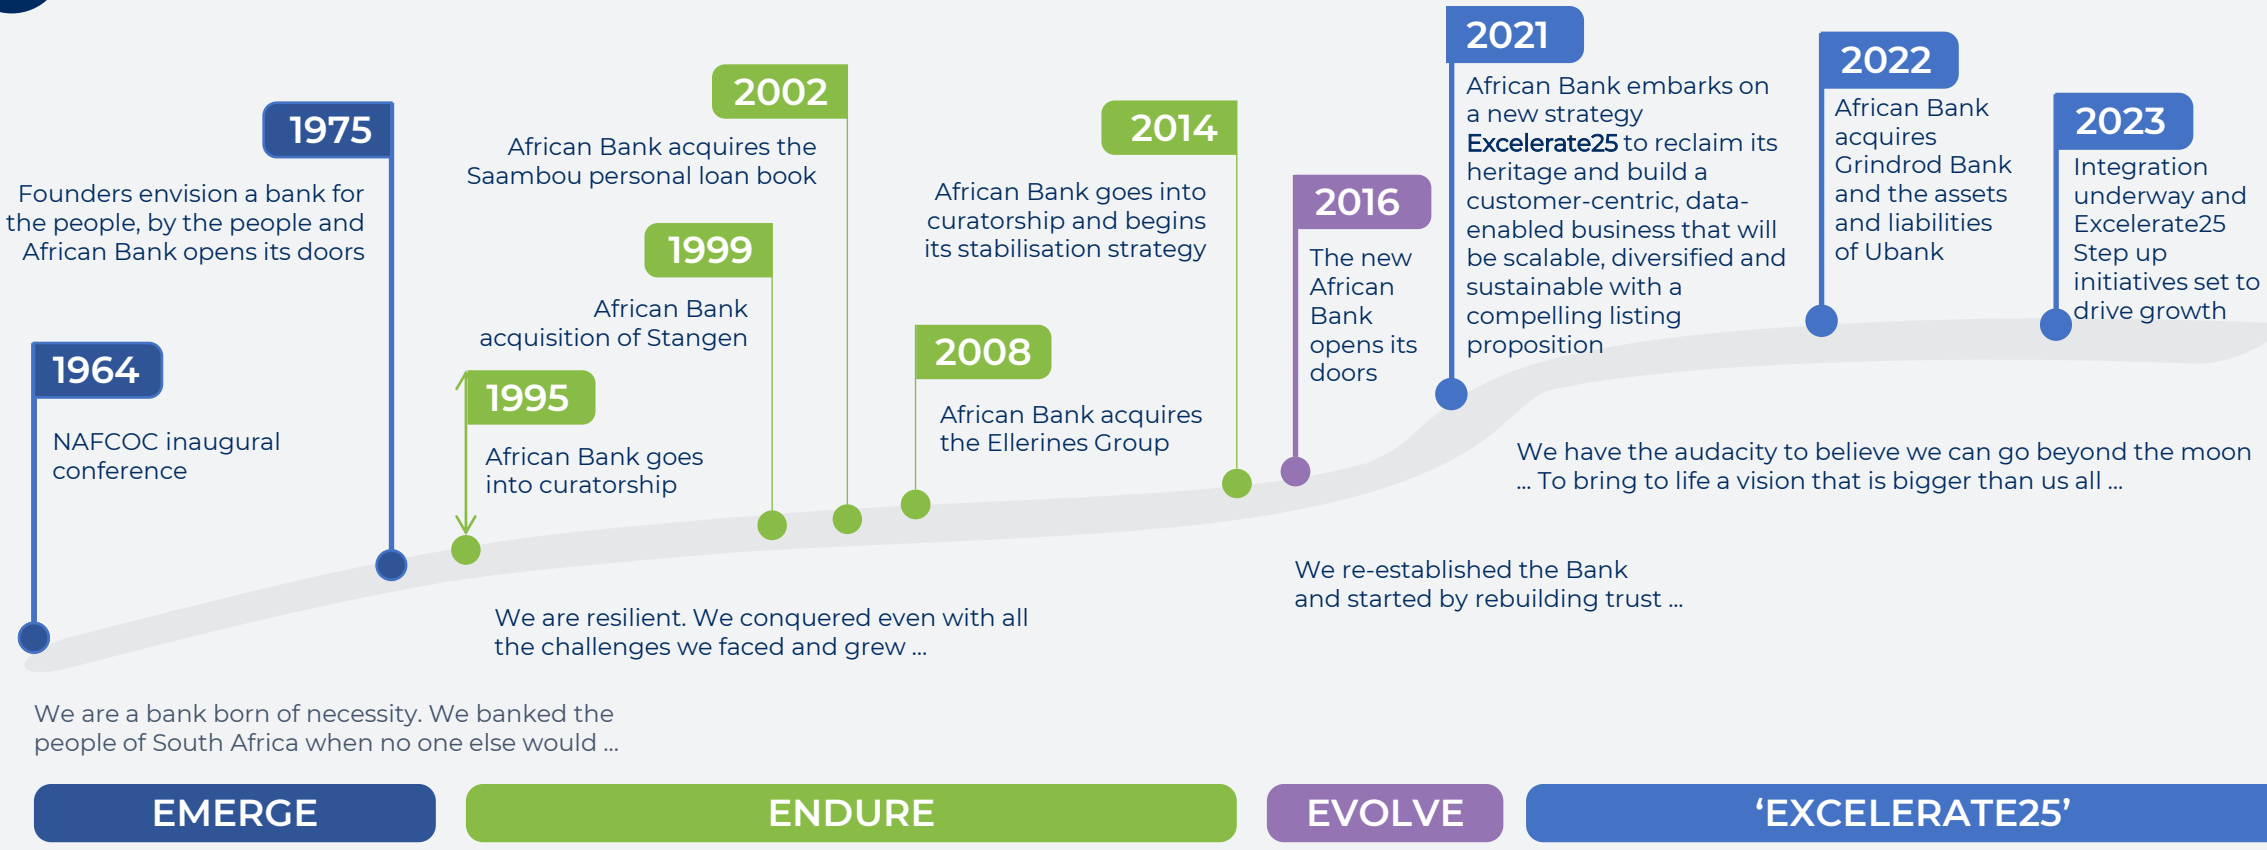 1964
NAFCOC inaugural
conference
1975
Founders envision a bank for
the people, by the people and
African Bank opens its doors
1995
African Bank goes
into curatorship
1999
African Bank
acquisition of Stangen
2002
African Bank acquires the
Saambou personal loan book
2008
African Bank acquires
the Ellerines Group
2014
African Bank goes into
curatorship and begins
its stabilisation strategy
2016
The new
African
Bank
opens its
doors
2021
African Bank embarks on
a new strategy
Excelerate25 to reclaim its
heritage and build a
customer-centric, data-
enabled business that will
be scalable, diversified and
sustainable with a
compelling listing
proposition
2022
African Bank
acquires
Grindrod Bank
and the assets
and liabilities
of Ubank
2023
Integration
underway and
Excelerate25
Step up
initiatives set to
drive growth
We are a bank born of necessity. We banked the
people of South Africa when no one else would ...
We are resilient. We conquered even with all
the challenges we faced and grew ...
We re-established the Bank
and started by rebuilding trust ...
We have the audacity to believe we can go beyond the moon
... To bring to life a vision that is bigger than us all ...
EMERGE
ENDURE
EVOLVE
‘EXCELERATE25’